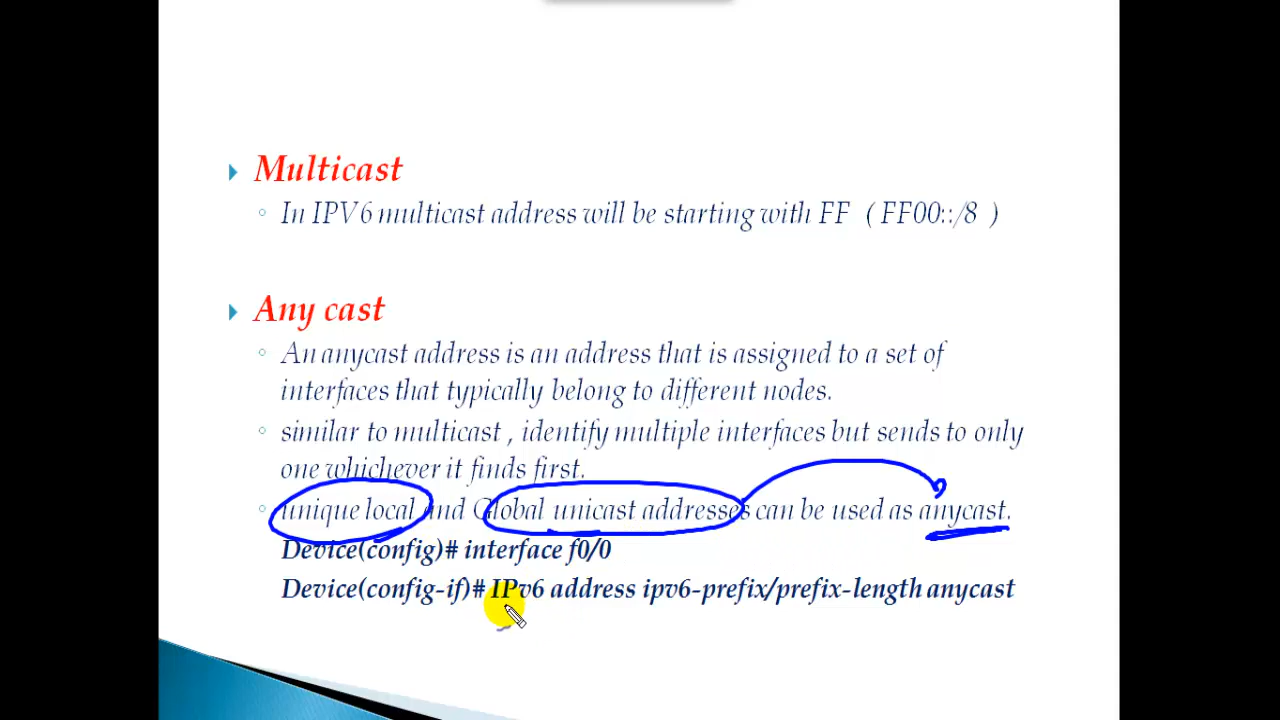 Multicast
In IPV6 multicast address will be starting with FF ( FF00::/8 )
Any cast
An anycast address is an address that is assigned to a set of
interfaces that typically belong to different nodes.
similar to multicast , identify multiple interfaces but sends to only
one whichever it finds first.
unique local and Global unicast addresses can be used as anycast.
Device(config)# interface f0/0
Device(config-if)# IPv6 address ipv6-prefix/prefix-length anycast